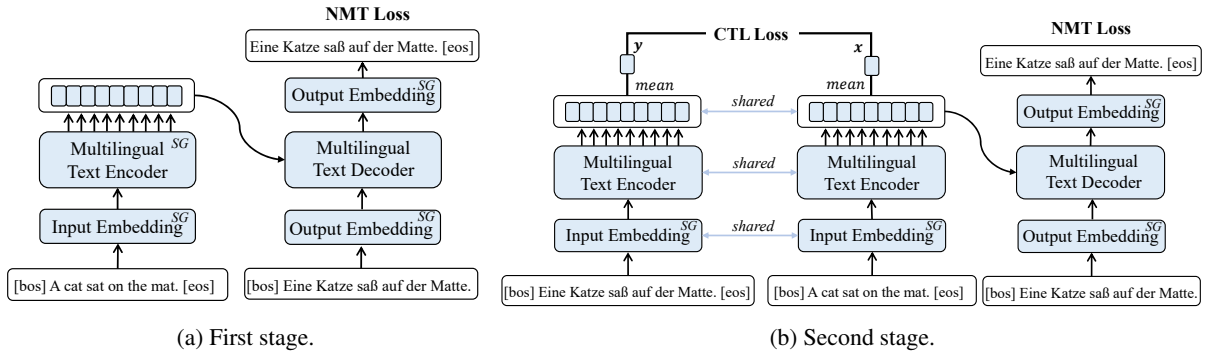 NMT Loss
Eine Katze saß auf der Matte. [eos]
Output Embedding SG
Multilingual SG
Text Encoder
Multilingual
Text Decoder
Input Embedding SG
Output Embedding SG
[bos] A cat sat on the mat. [eos]
[bos] Eine Katze saß auf der Matte.
(a) First stage.
CTL Loss
y
x
mean
mean
shared
NMT Loss
Eine Katze saß auf der Matte. [eos]
Output Embedding SG
Multilingual
Text Encoder
shared
Multilingual
Text Encoder
Multilingual
Text Decoder
Input Embedding SG
shared
Input Embedding SG
Output Embedding SG
[bos] Eine Katze saß auf der Matte. [eos]
[bos] A cat sat on the mat. [eos]
[bos] Eine Katze saß auf der Matte.
(b) Second stage.